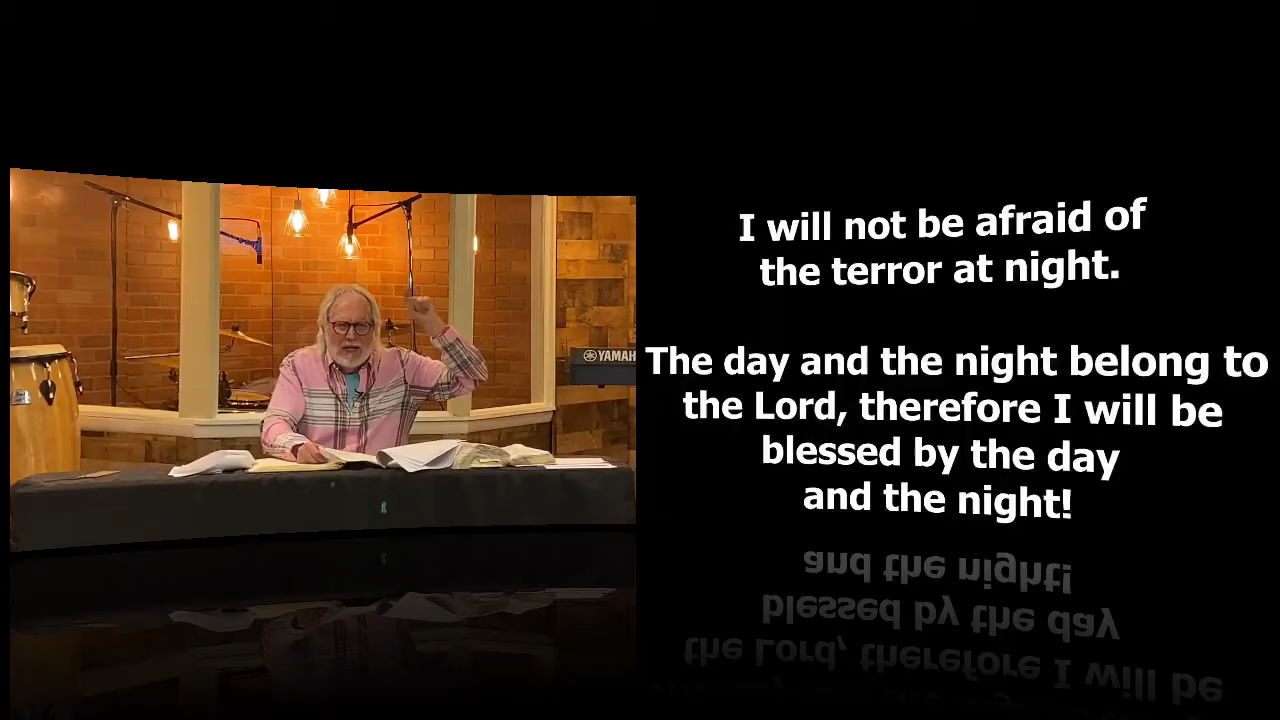 I will not be afraid of
the terror at night.
The day and the night belong to
the Lord, therefore I will be
blessed by the day
and the night!
YAMAH